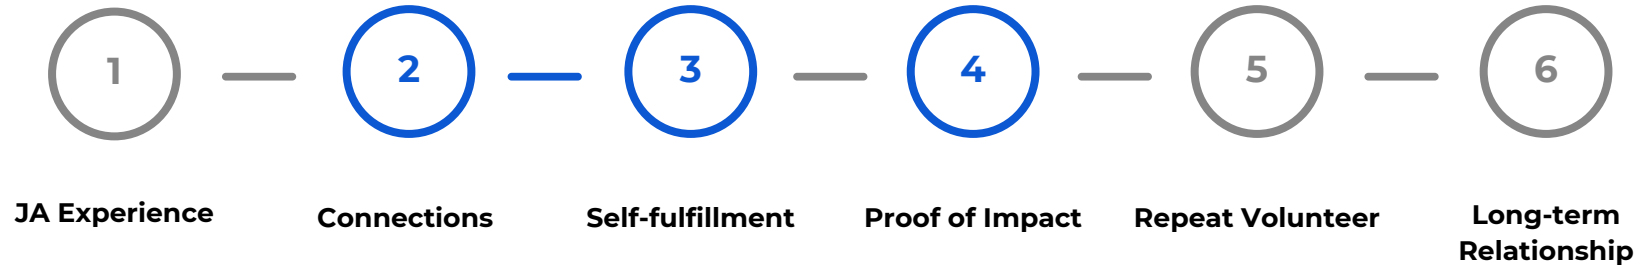 1
2
3
4
5
6
JA Experience
Connections
Self-fulfillment
Proof of Impact
Repeat Volunteer
Long-term
Relationship